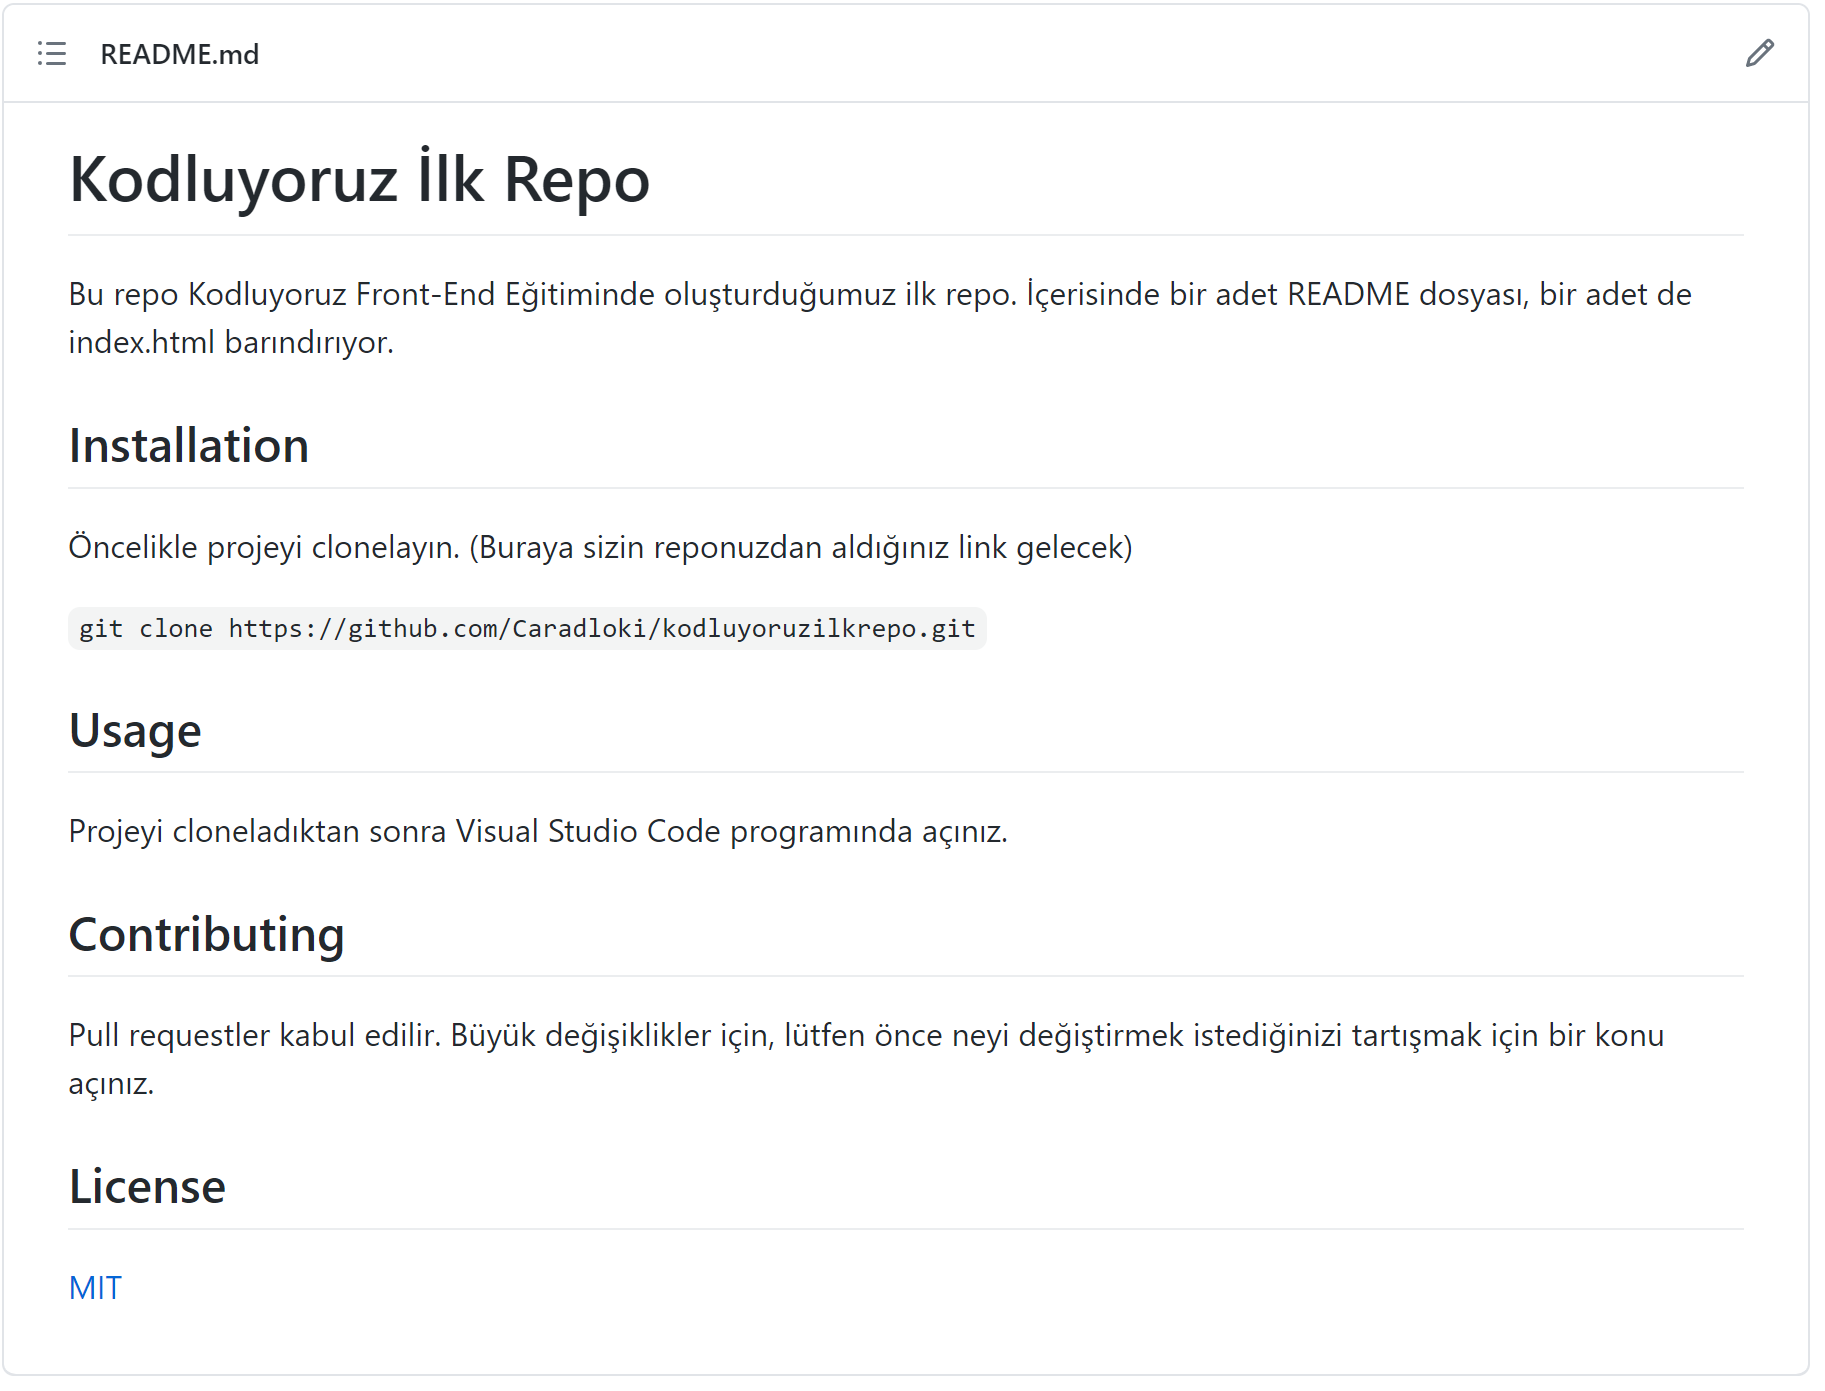 README.md
Kodluyoruz İlk Repo
Bu repo Kodluyoruz Front-End Eğitiminde oluşturduğumuz ilk repo. İçerisinde bir adet README dosyası, bir adet de
index.html barındırıyor.
Installation
Öncelikle projeyi clonelayın. (Buraya sizin reponuzdan aldığınız link gelecek)
git clone https://github.com/Caradloki/kodluyoruzilkrepo.git
Usage
Projeyi cloneladıktan sonra Visual Studio Code programında açınız.
Contributing
Pull requestler kabul edilir. Büyük değişiklikler için, lütfen önce neyi değiştirmek istediğinizi tartışmak için bir konu
açınız.
License
MIT